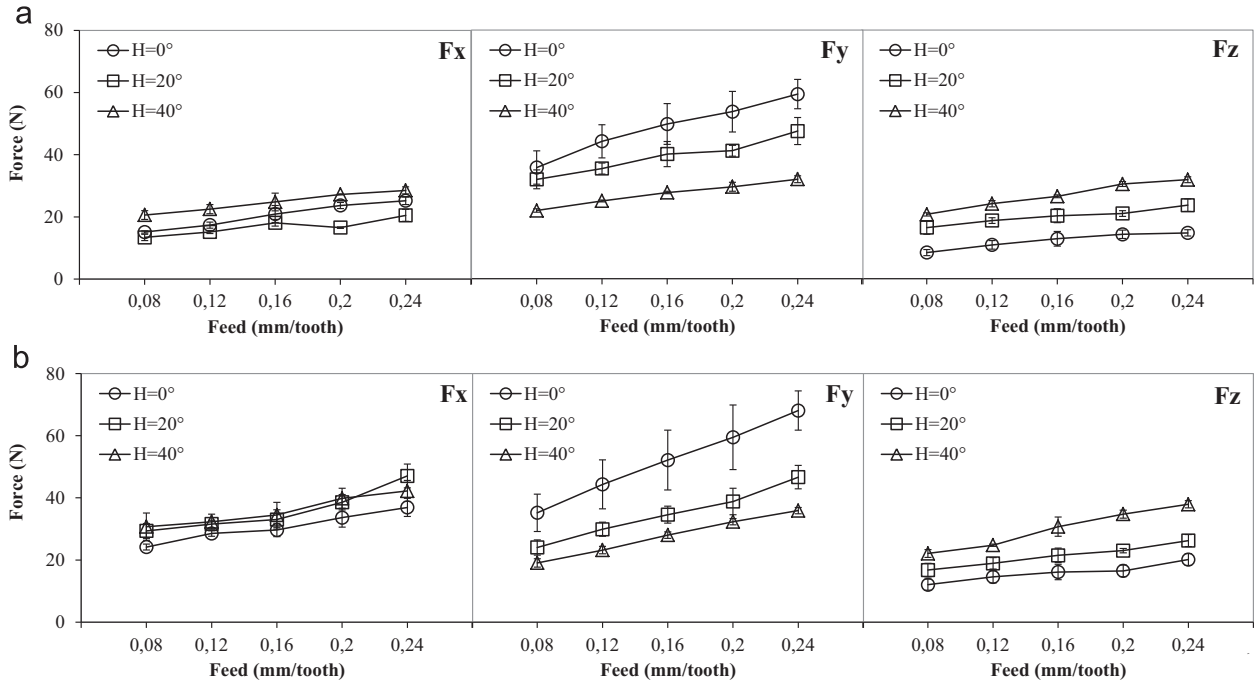 a
80
60
40
20
0
Force (N)
H=0°
H=20°
H=40°
Fx
0,08 0,12 0,16 0,2 0,24
Feed (mm/tooth)
H=0°
H=20°
H=40°
Fy
0,08 0,12 0,16 0,2 0,24
Feed (mm/tooth)
H=0°
H=20°
H=40°
Fz
0,08 0,12 0,16 0,2 0,24
Feed (mm/tooth)
b
80
60
40
20
0
Force (N)
H=0°
H=20°
H=40°
Fx
0,08 0,12 0,16 0,2 0,24
Feed (mm/tooth)
H=0°
H=20°
H=40°
Fy
0,08 0,12 0,16 0,2 0,24
Feed (mm/tooth)
H=0°
H=20°
H=40°
Fz
0,08 0,12 0,16 0,2 0,24
Feed (mm/tooth)